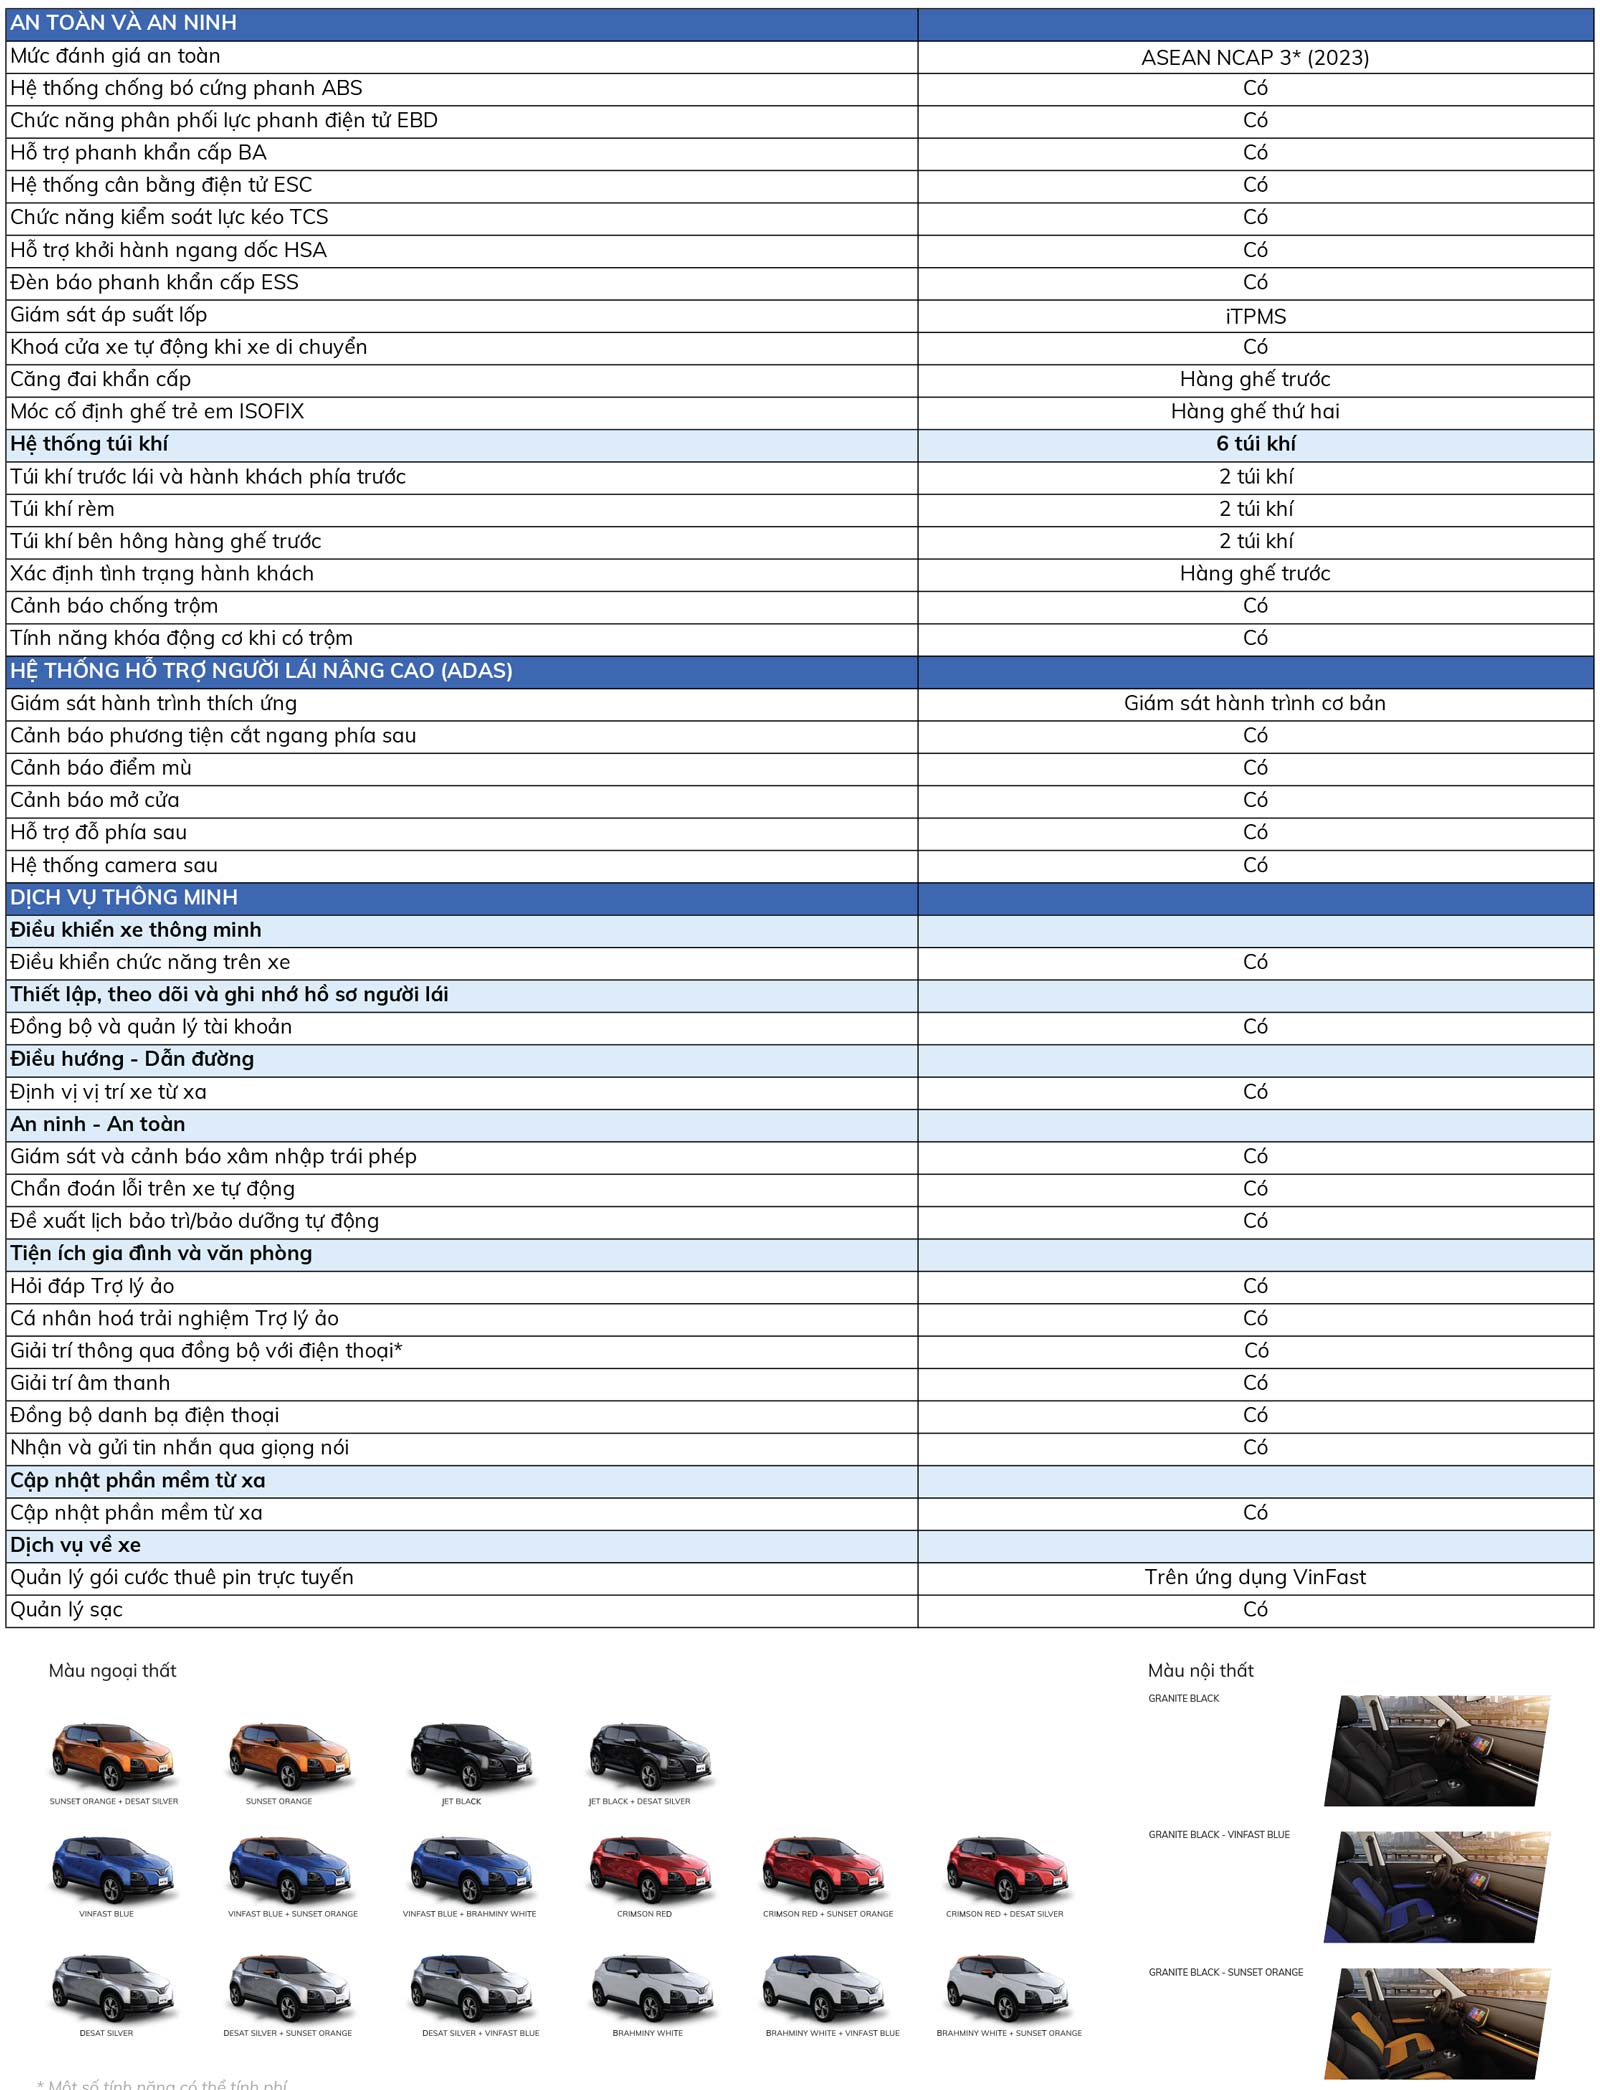 AN TOÀN VÀ AN NINH
Mức đánh giá an toàn ASEAN NCAP 3* (2023)
Hệ thống chống bó cứng phanh ABS Có
Chức năng phân phối lực phanh điện tử EBD Có
Hỗ trợ phanh khẩn cấp BA Có
Hệ thống cân bằng điện tử ESC Có
Chức năng kiểm soát lực kéo TCS Có
Hỗ trợ khởi hành ngang dốc HSA Có
Đèn báo phanh khẩn cấp ESS Có
Giám sát áp suất lốp iTPMS
Khoá cửa xe tự động khi xe di chuyển Có
Căng đai khẩn cấp Hàng ghế trước
Móc cố định ghế trẻ em ISOFIX Hàng ghế thứ hai
Hệ thống túi khí 6 túi khí
Túi khí trước lái và hành khách phía trước 2 túi khí
Túi khí rèm 2 túi khí
Túi khí bên hông hàng ghế trước 2 túi khí
Xác định tình trạng hành khách Hàng ghế trước
Cảnh báo chống trộm Có
Tính năng khóa động cơ khi có trộm Có
HỆ THỐNG HỖ TRỢ NGƯỜI LÁI NÂNG CAO (ADAS)
Giám sát hành trình thích ứng Giám sát hành trình cơ bản
Cảnh báo phương tiện cắt ngang phía sau Có
Cảnh báo điểm mù Có
Cảnh báo mở cửa Có
Hỗ trợ đỗ phía sau Có
Hệ thống camera sau Có
DỊCH VỤ THÔNG MINH
Điều khiển xe thông minh
Điều khiển chức năng trên xe Có
Thiết lập, theo dõi và ghi nhớ hồ sơ người lái
Đồng bộ và quản lý tài khoản Có
Điều hướng - Dẫn đường
Định vị vị trí xe từ xa Có
An ninh - An toàn
Giám sát và cảnh báo xâm nhập trái phép Có
Chẩn đoán lỗi trên xe tự động Có
Đề xuất lịch bảo trì/bảo dưỡng tự động Có
Tiện ích gia đình và văn phòng
Hỏi đáp Trợ lý ảo Có
Cá nhân hoá trải nghiệm Trợ lý ảo Có
Giải trí thông qua đồng bộ với điện thoại* Có
Giải trí âm thanh Có
Đồng bộ danh bạ điện thoại Có
Nhận và gửi tin nhắn qua giọng nói Có
Cập nhật phần mềm từ xa
Cập nhật phần mềm từ xa Có
Dịch vụ về xe
Quản lý gói cước thuê pin trực tuyến Trên ứng dụng VinFast
Quản lý sạc Có
Màu ngoại thất
SUNSET ORANGE + DESAT SILVER SUNSET ORANGE JET BLACK JET BLACK + DESAT SILVER
VINFAST BLUE VINFAST BLUE + SUNSET ORANGE VINFAST BLUE + BRAHMINY WHITE CRIMSON RED CRIMSON RED + SUNSET ORANGE CRIMSON RED + DESAT SILVER
DESAT SILVER DESAT SILVER + SUNSET ORANGE DESAT SILVER + VINFAST BLUE BRAHMINY WHITE BRAHMINY WHITE + VINFAST BLUE BRAHMINY WHITE + SUNSET ORANGE
Màu nội thất
GRANITE BLACK
GRANITE BLACK - VINFAST BLUE
GRANITE BLACK - SUNSET ORANGE
* Một số tính năng có thể tính phí